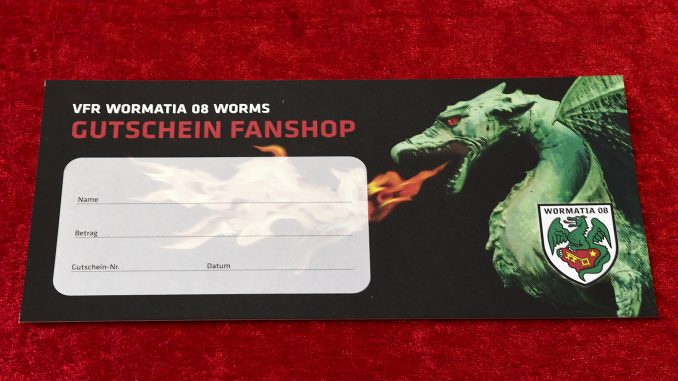 VFR WORMATIA 08 WORMS
GUTSCHEIN FANSHOP
Name
Betrag
Gutschein-Nr. Datum
WORMATIA 08